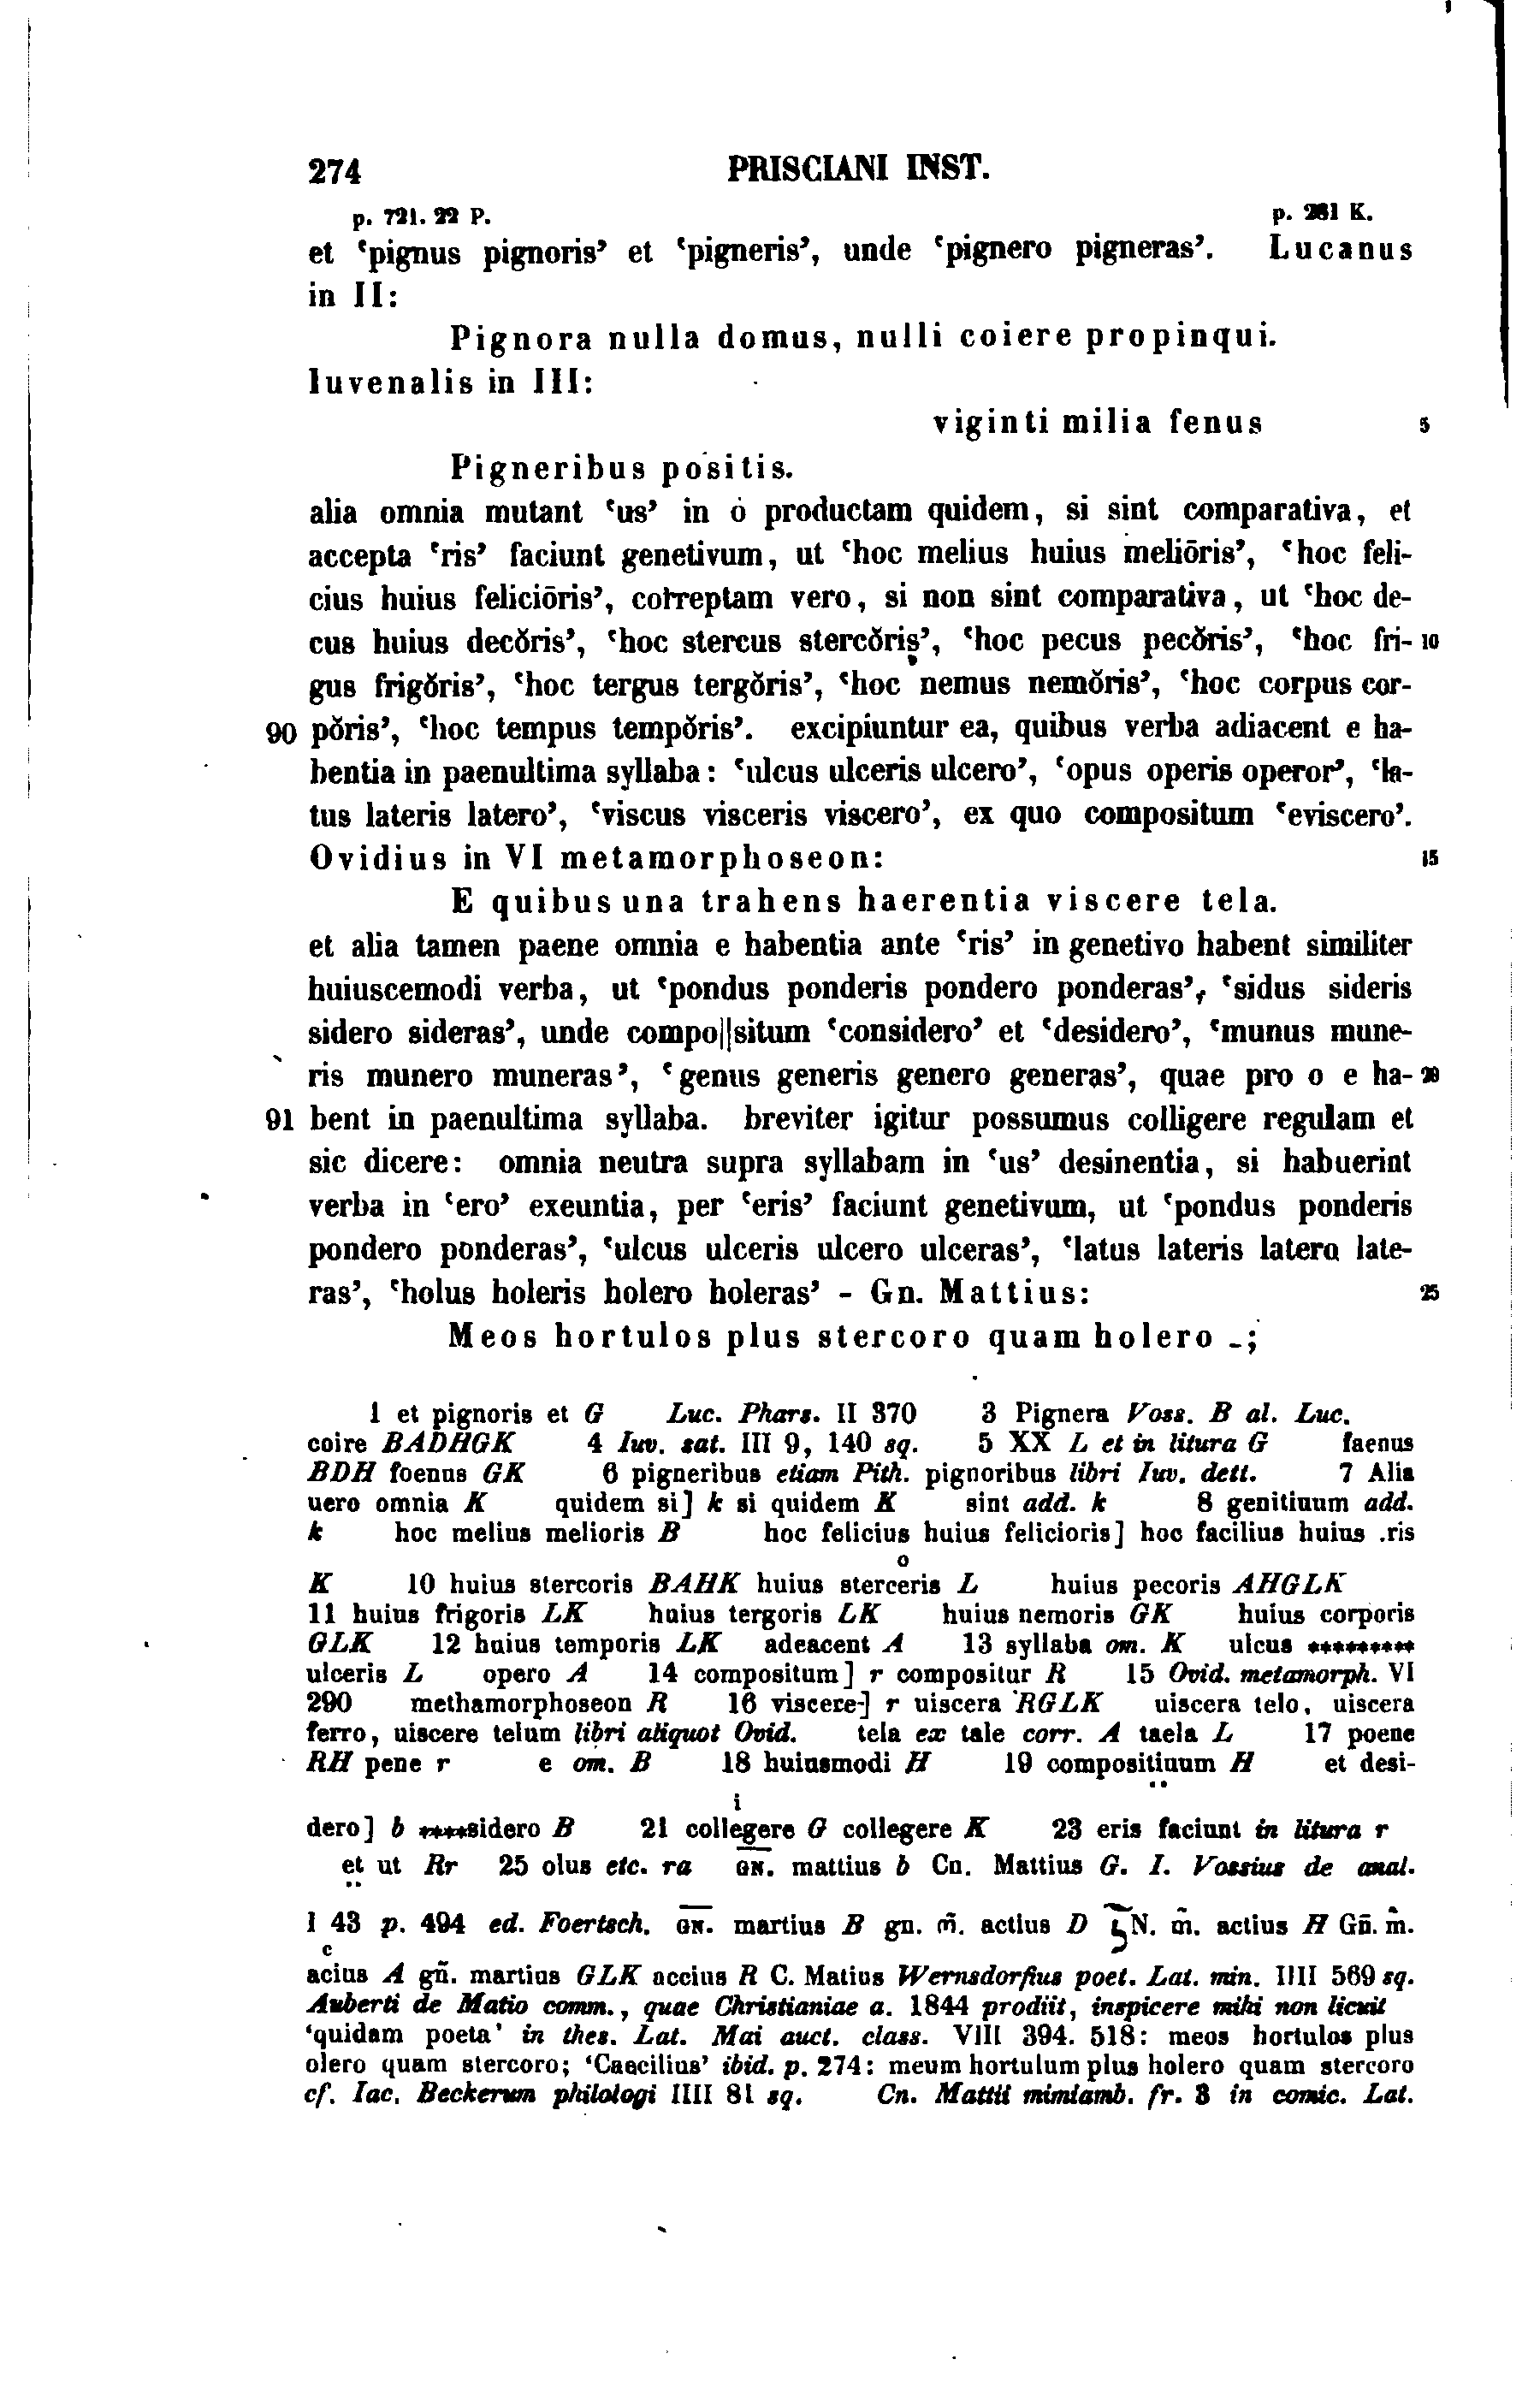 274 PRISCIANI INST.
p. 721. 22 P. p. 281 K.
et ‘pignus pignoris’ et ‘pigneris’, unde ‘pignero pigneras’. Lucanus
in II:
Pignora nulla domus, nulli coiere propinqui.
Iuvenalis in III:
viginti milia fenus 5
Pigneribus positis.
alia omnia mutant ‘us’ in o productam quidem, si sint comparativa, et
accepta ‘ris’ faciunt genetivum, ut ‘hoc melius huius meliōris’, ‘hoc feli-
cius huius feliciōris’, correptam vero, si non sint comparativa, ut ‘hoc de-
cus huius decŏris’, ‘hoc stercus stercŏris’, ‘hoc pecus pecŏris’, ‘hoc fri- 10
gus frigŏris’, ‘hoc tergus tergŏris’, ‘hoc nemus nemŏris’, ‘hoc corpus cor-
90 pŏris’, ‘hoc tempus tempŏris’. excipiuntur ea, quibus verba adiacent e ha-
bentia in paenultima syllaba: ‘ulcus ulceris ulcero’, ‘opus operis operor’, ‘la-
tus lateris latero’, ‘viscus visceris viscero’, ex quo compositum ‘eviscero’.
Ovidius in VI metamorphoseon: 15
E quibus una trahens haerentia viscere tela.
et alia tamen paene omnia e habentia ante ‘ris’ in genetivo habent similiter
huiuscemodi verba, ut ‘pondus ponderis pondero ponderas’, ‘sidus sideris
sidero sideras’, unde compo||situm ‘considero’ et ‘desidero’, ‘munus mune-
ris munero muneras’, ‘genus generis genero generas’, quae pro o e ha- 20
91 bent in paenultima syllaba. breviter igitur possumus colligere regulam et
sic dicere: omnia neutra supra syllabam in ‘us’ desinentia, si habuerint
verba in ‘ero’ exeuntia, per ‘eris’ faciunt genetivum, ut ‘pondus ponderis
pondero ponderas’, ‘ulcus ulceris ulcero ulceras’, ‘latus lateris latero late-
ras’, ‘holus holeris holero holeras’ - Gn. Mattius: 25
Meos hortulos plus stercoro quam holero -;
1 et pignoris et G Luc. Phars. II 370 3 Pignera Voss. B al. Luc.
coire BADHGK 4 Iuv. sat. III 9, 140 sq. 5 XX L et in litura G faenus
BDH foenus GK 6 pigneribus etiam Pith. pignoribus libri Iuv. dett. 7 Alia
uero omnia K quidem si] k si quidem K sint add. k 8 genitiuum add.
k hoc melius melioris B hoc felicius huius felicioris] hoc facilius huius .ris
o
K 10 huius stercoris BAHK huius sterceris L huius pecoris AHGLK
11 huius frigoris LK huius tergoris LK huius nemoris GK huius corporis
GLK 12 huius temporis LK adeacent A 13 syllaba om. K ulcus *********
ulceris L opero A 14 compositum] r compositur R 15 Ovid. metamorph. VI
290 methamorphoseon R 16 viscere] r uiscera RGLK uiscera telo, uiscera
ferro, uiscere telum libri aliquot Ovid. tela ex tale corr. A taela L 17 poene
RH pene r e om. B 18 huiusmodi H 19 compositiuum H et desi-
i
dero] b ****sidero B 21 collegere G collegere K 23 eris faciunt in litura r
et ut Rr 25 olus etc. ra GN. mattius b Cn. Mattius G. I. Vossius de anal.
I 43 p. 494 ed. Foertsch. GN. martius B gn. m̃. actius D N. m̃. actius H Gñ. m̃.
c
acius A gñ. martius GLK accius R C. Matius Wernsdorfius poet. Lat. min. IIII 569 sq.
Auberti de Matio comm., quae Christianiae a. 1844 prodiit, inspicere mihi non licuit
‘quidam poeta’ in thes. Lat. Mai auct. class. VIII 394. 518: meos hortulos plus
olero quam stercoro; ‘Caecilius’ ibid. p. 274: meum hortulum plus holero quam stercoro
cf. Iac. Beckerum philologi IIII 81 sq. Cn. Mattii mimiamb. fr. 3 in comic. Lat.